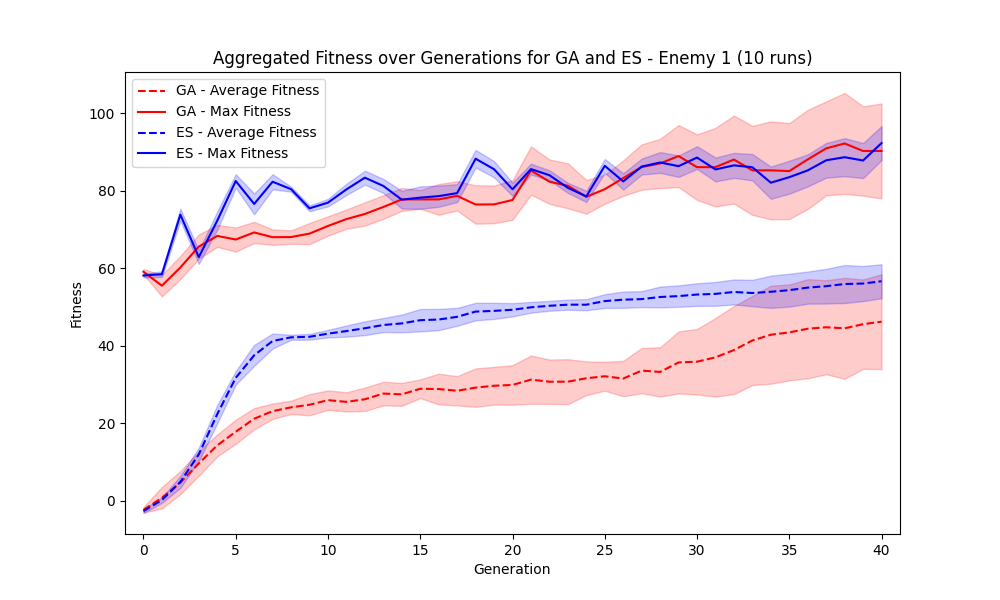 Aggregated Fitness over Generations for GA and ES - Enemy 1 (10 runs)
GA - Average Fitness
GA - Max Fitness
ES - Average Fitness
ES - Max Fitness
Fitness
100
80
60
40
20
0
0 5 10 15 20 25 30 35 40
Generation